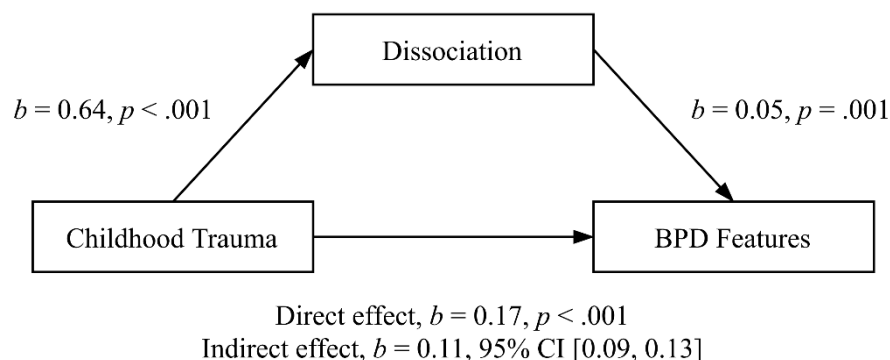 Dissociation
b = 0.64, p < .001
b = 0.05, p = .001
Childhood Trauma
BPD Features
Direct effect, b = 0.17, p < .001
Indirect effect, b = 0.11, 95% CI [0.09, 0.13]